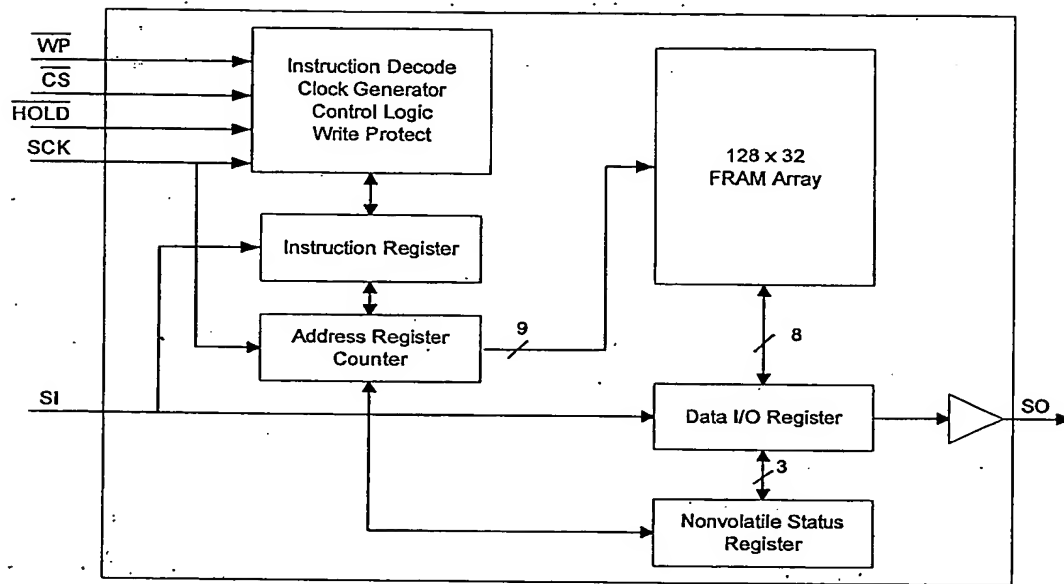 WP
CS
HOLD
SCK
Instruction Decode
Clock Generator
Control Logic
Write Protect
128 x 32
FRAM Array
Instruction Register
Address Register
Counter
9
8
SI
Data I/O Register
SO
3
Nonvolatile Status
Register